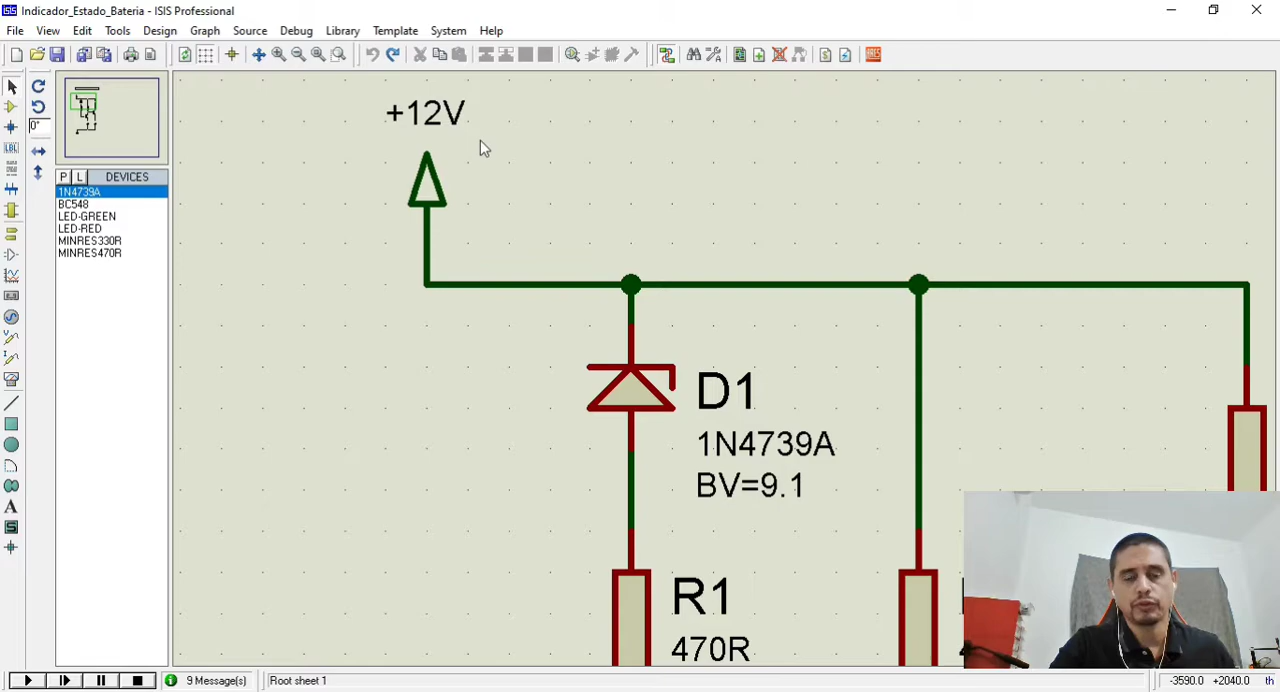 Indicador_Estado_Bateria - ISIS Professional
File View Edit Tools Design Graph Source Debug Library Template System Help
0°
P L DEVICES
1N4739A
BC548
LED-GREEN
LED-RED
MINRES330R
MINRES470R
+12V
D1
1N4739A
BV=9.1
R1
470R
9 Message(s)
Root sheet 1
-3590.0 +2040.0 th